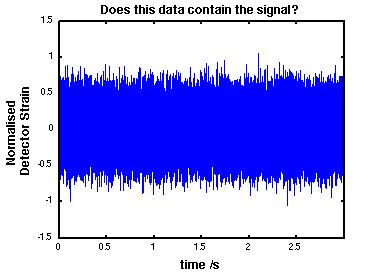 Does this data contain the signal?
1.5
1
0.5
0
-0.5
-1
-1.5
Normalised
Detector Strain
0 0.5 1 1.5 2 2.5
time /s